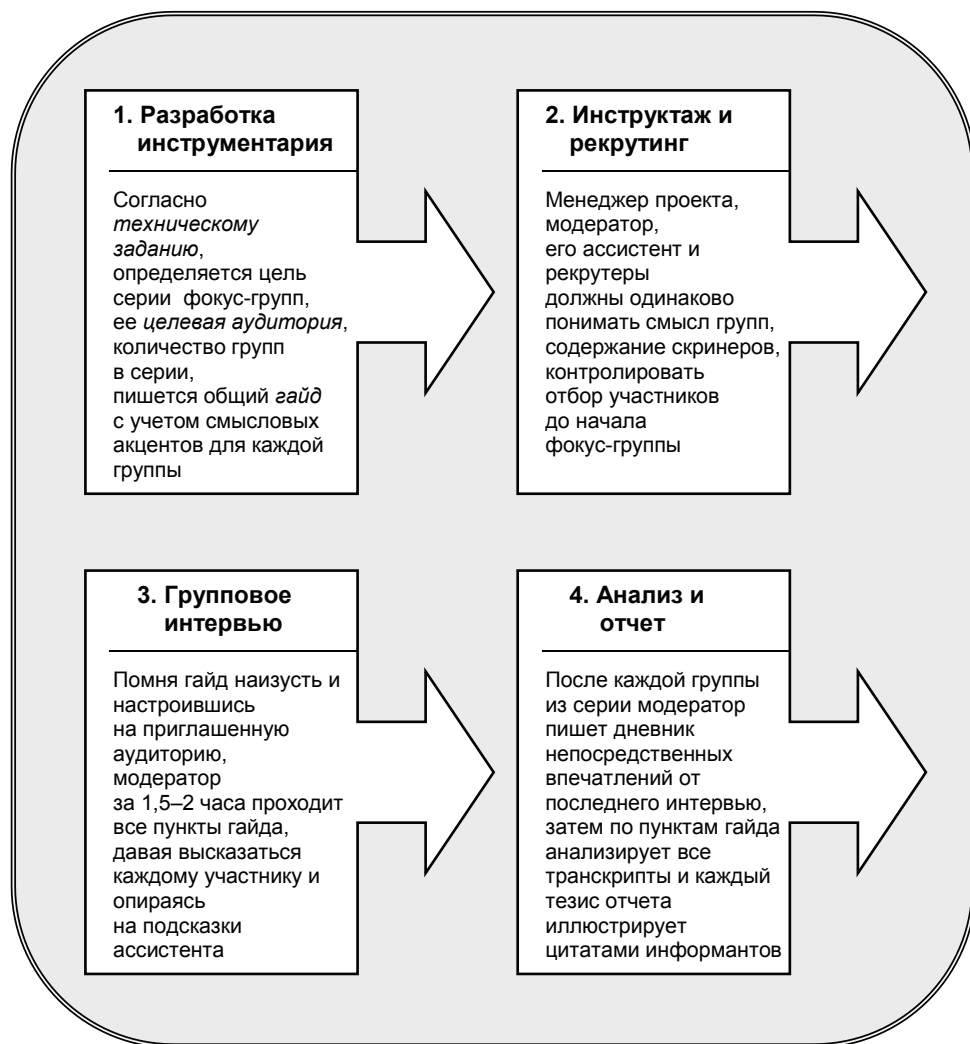 1. Разработка
инструментария
Согласно
техническому
заданию,
определяется цель
серии фокус-групп,
ее целевая аудитория,
количество групп
в серии,
пишется общий гайд
с учетом смысловых
акцентов для каждой
группы
2. Инструктаж и
рекрутинг
Менеджер проекта,
модератор,
его ассистент и
рекрутеры
должны одинаково
понимать смысл групп,
содержание скринеров,
контролировать
отбор участников
до начала
фокус-группы
3. Групповое
интервью
Помня гайд наизусть и
настроившись
на приглашенную
аудиторию,
модератор
за 1,5–2 часа проходит
все пункты гайда,
давая высказаться
каждому участнику и
опираясь
на подсказки
ассистента
4. Анализ и
отчет
После каждой группы
из серии модератор
пишет дневник
непосредственных
впечатлений от
последнего интервью,
затем по пунктам гайда
анализирует все
транскрипты и каждый
тезис отчета
иллюстрирует
цитатами информантов